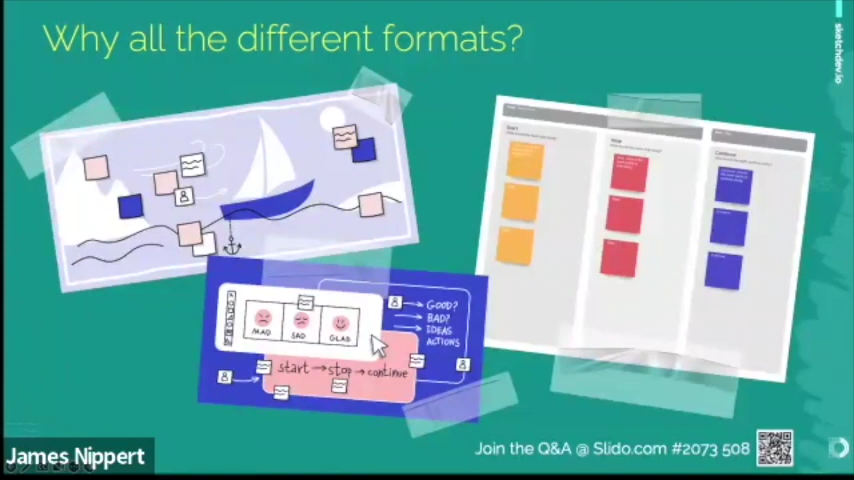 Why all the different formats?
sketchdev.io
Start
Stop
Continue
MAD
SAD
GLAD
GOOD?
BAD?
IDEAS
ACTIONS
start → stop → continue
Join the Q&A @ Slido.com #2073 508
James Nippert